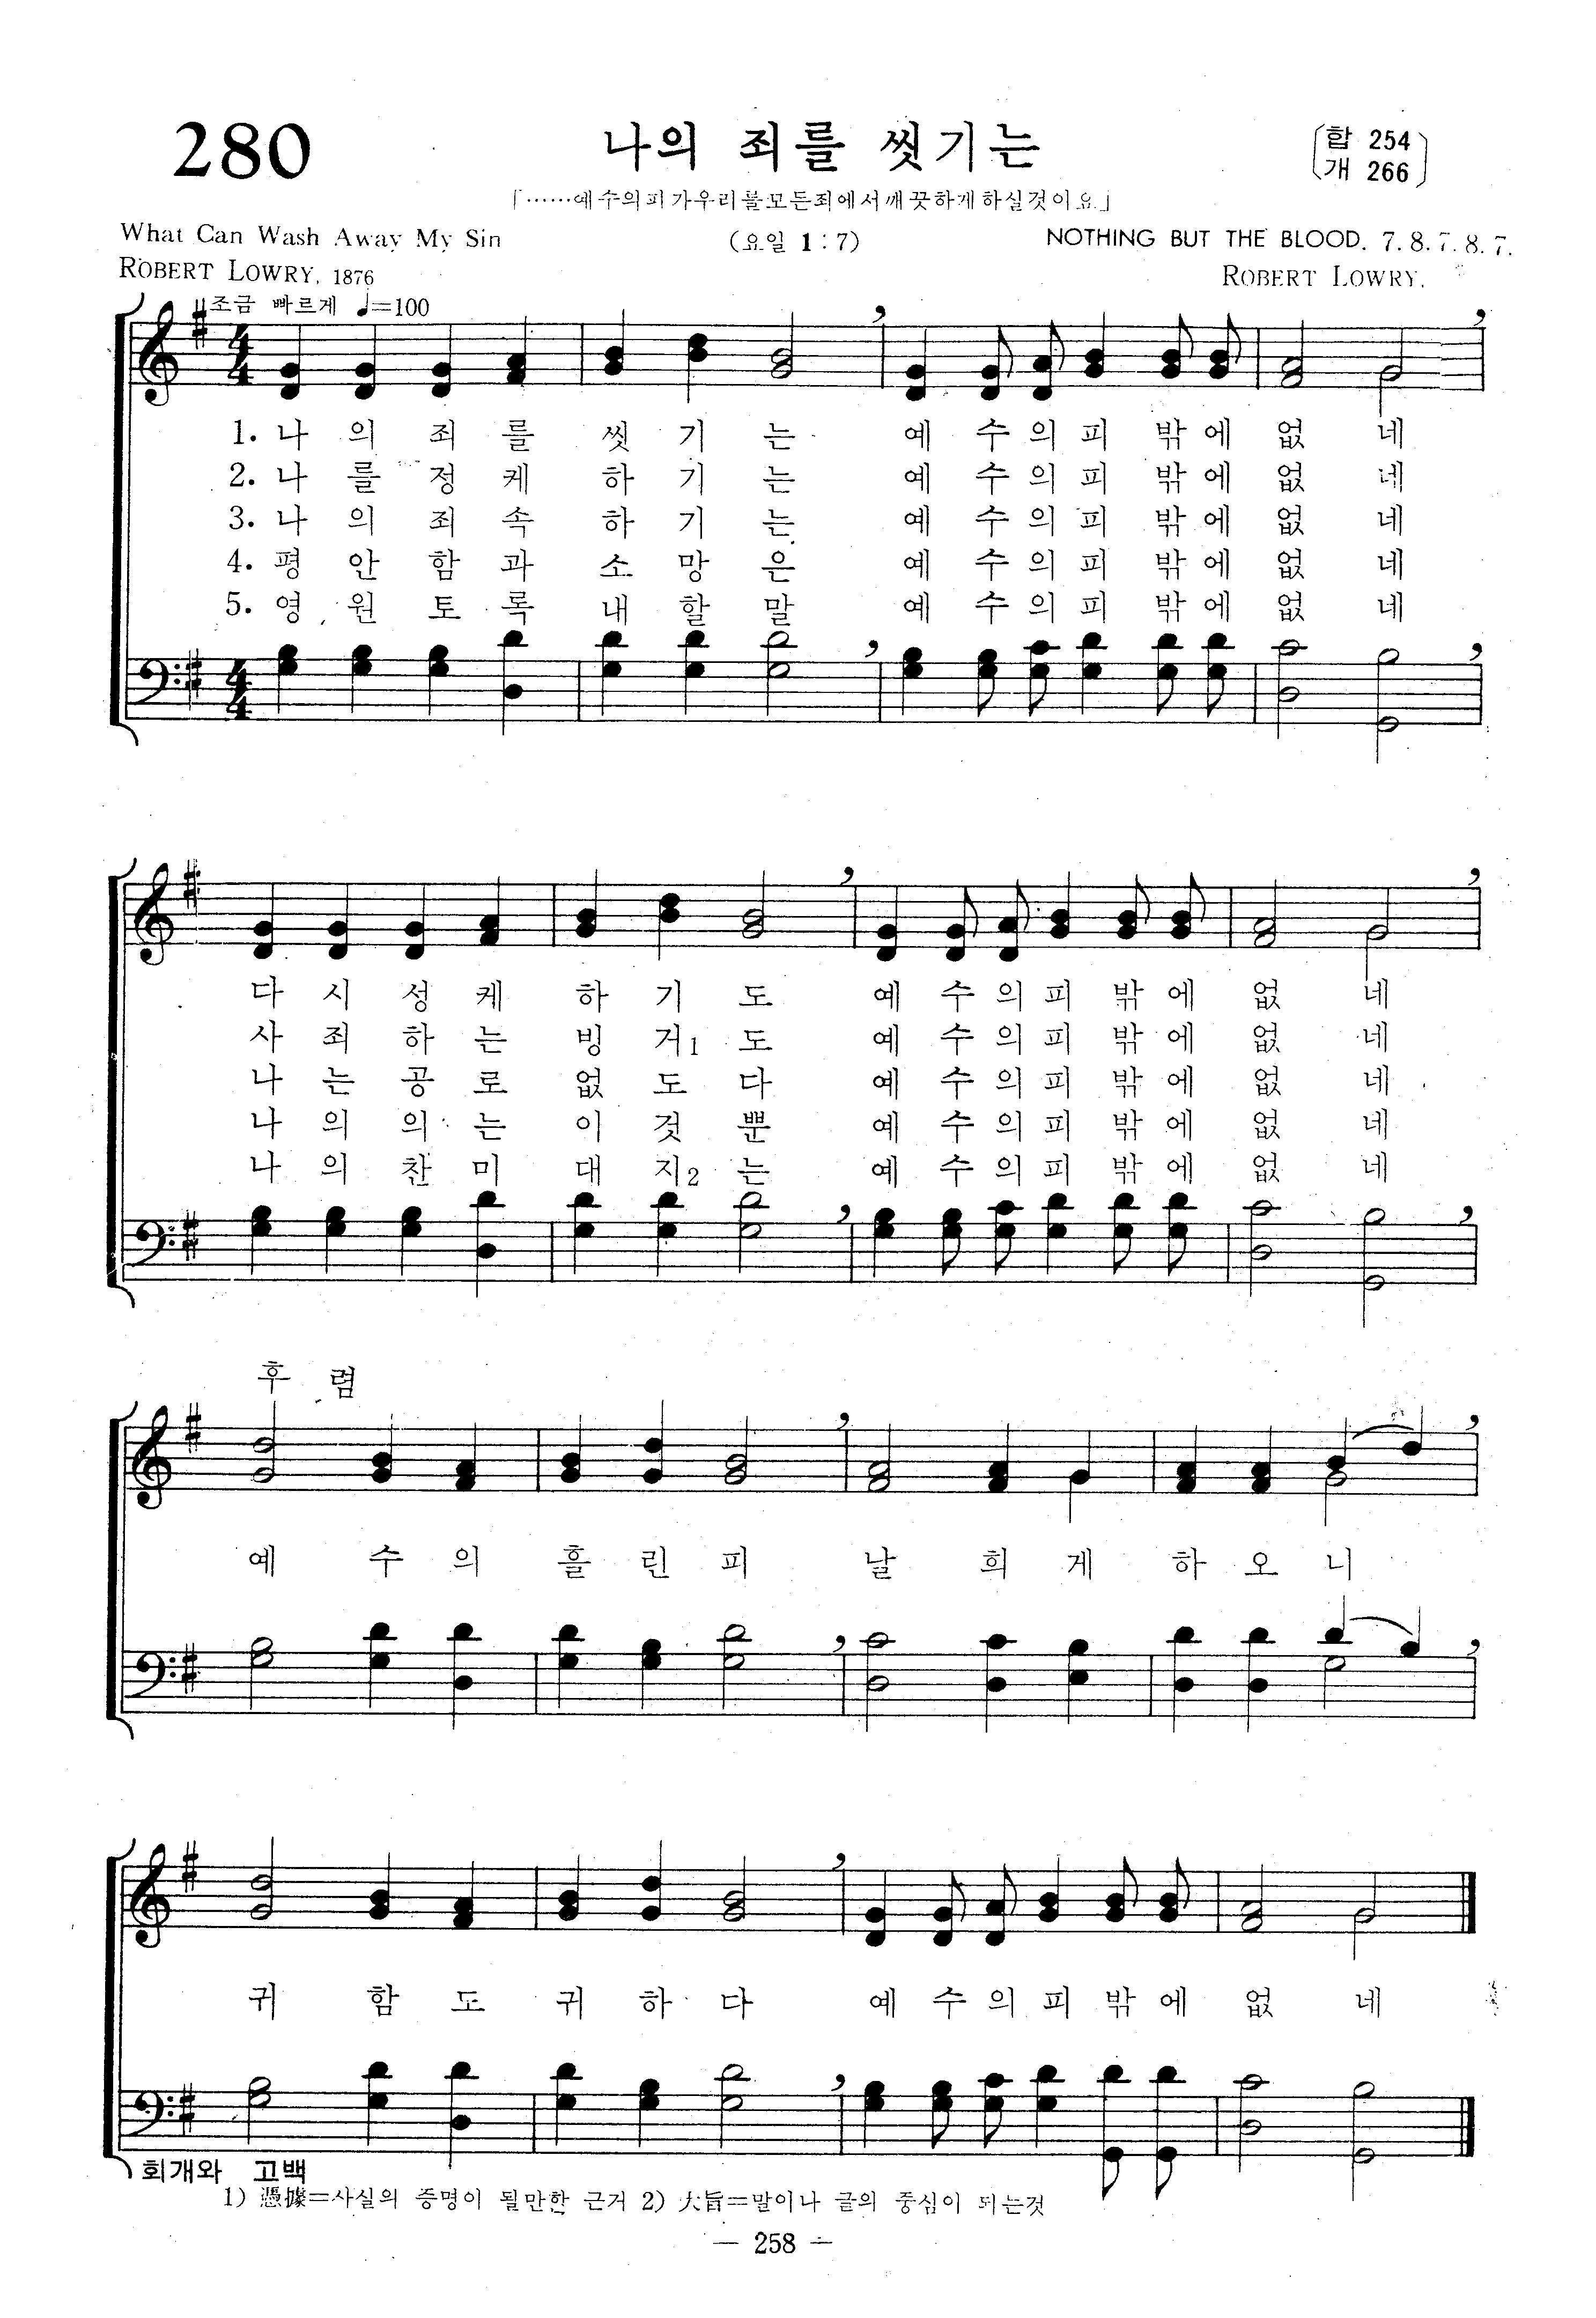 280 나의 죄를 씻기는 (합 254
개 266)
「……예수의피가우리를모든죄에서깨끗하게하실것이요」
What Can Wash Away My Sin (요일 1:7) NOTHING BUT THE BLOOD. 7.8.7.8.7.
ROBERT LOWRY, 1876 ROBERT LOWRY.
조금 빠르게 ♩=100
4 4
1. 나 의 죄 를 씻 기 는 예 수 의 피 밖 에 없 네
2. 나 를 정 케 하 기 는 예 수 의 피 밖 에 없 네
3. 나 의 죄 속 하 기 는 예 수 의 피 밖 에 없 네
4. 평 안 함 과 소 망 은 예 수 의 피 밖 에 없 네
5. 영 원 토 록 내 할 말 예 수 의 피 밖 에 없 네
4 4
다 시 성 케 하 기 도 예 수 의 피 밖 에 없 네
사 죄 하 는 빙 거1 도 예 수 의 피 밖 에 없 네
나 는 공 로 없 도 다 예 수 의 피 밖 에 없 네
나 의 의 는 이 것 뿐 예 수 의 피 밖 에 없 네
나 의 찬 미 대 지2 는 예 수 의 피 밖 에 없 네
후 렴
예 수 의 흘 린 피 날 희 게 하 오 니
귀 함 도 귀 하 다 예 수 의 피 밖 에 없 네
회개와 고백
1) 憑據=사실의 증명이 될만한 근거 2) 大旨=말이나 글의 중심이 되는것
— 258 —